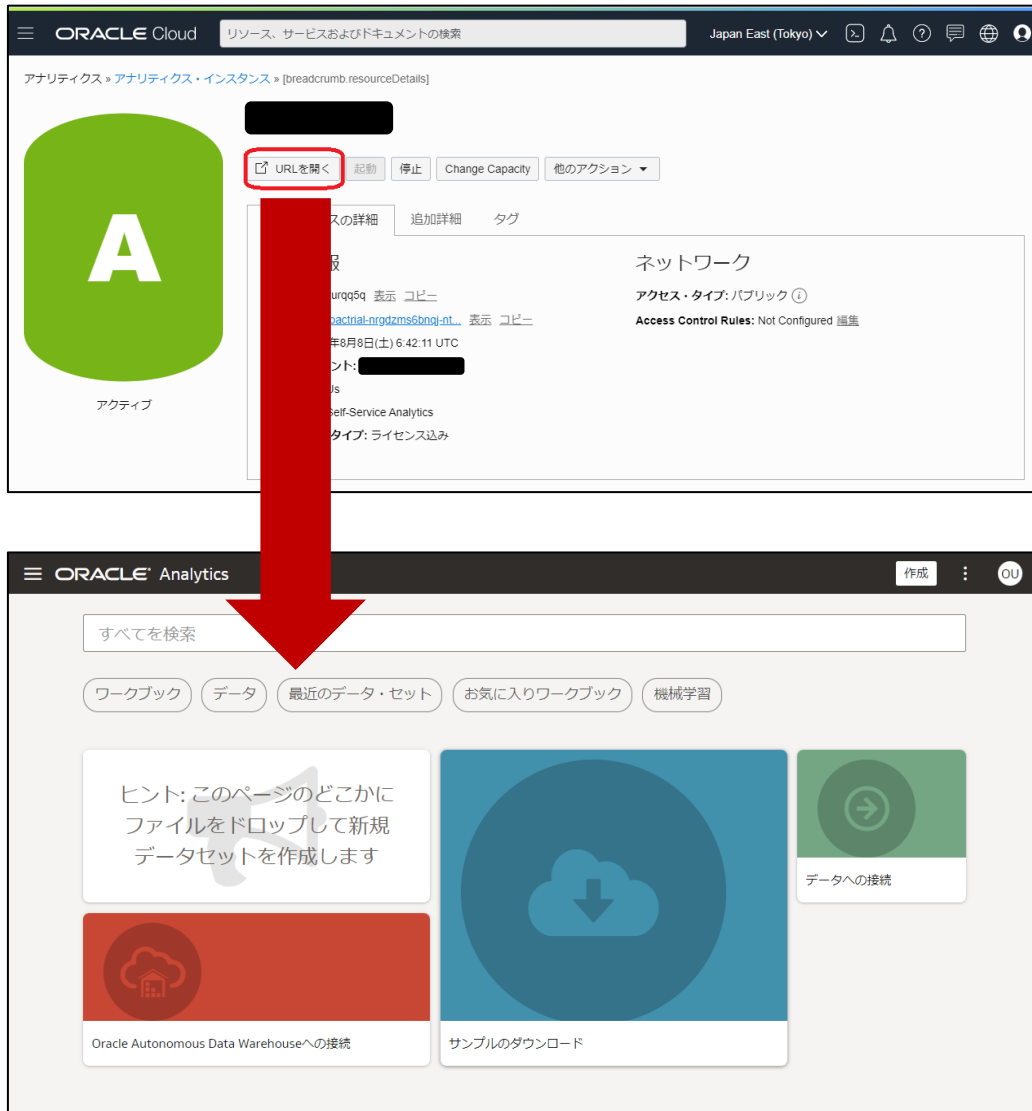 ORACLE Cloud
リソース、サービスおよびドキュメントの検索
Japan East (Tokyo)
アナリティクス » アナリティクス・インスタンス » [breadcrumb.resourceDetails]
A
アクティブ
URLを開く
起動
停止
Change Capacity
他のアクション
スの詳細
追加詳細
タグ
報
urqq5q 表示 コピー
oactrial-nrgdzms6bnqj-nt... 表示 コピー
年8月8日(土) 6:42:11 UTC
ント:
Self-Service Analytics
タイプ: ライセンス込み
ネットワーク
アクセス・タイプ: パブリック
Access Control Rules: Not Configured 編集
ORACLE Analytics
作成
OU
すべてを検索
ワークブック
データ
最近のデータ・セット
お気に入りワークブック
機械学習
ヒント: このページのどこかに
ファイルをドロップして新規
データセットを作成します
データへの接続
Oracle Autonomous Data Warehouseへの接続
サンプルのダウンロード